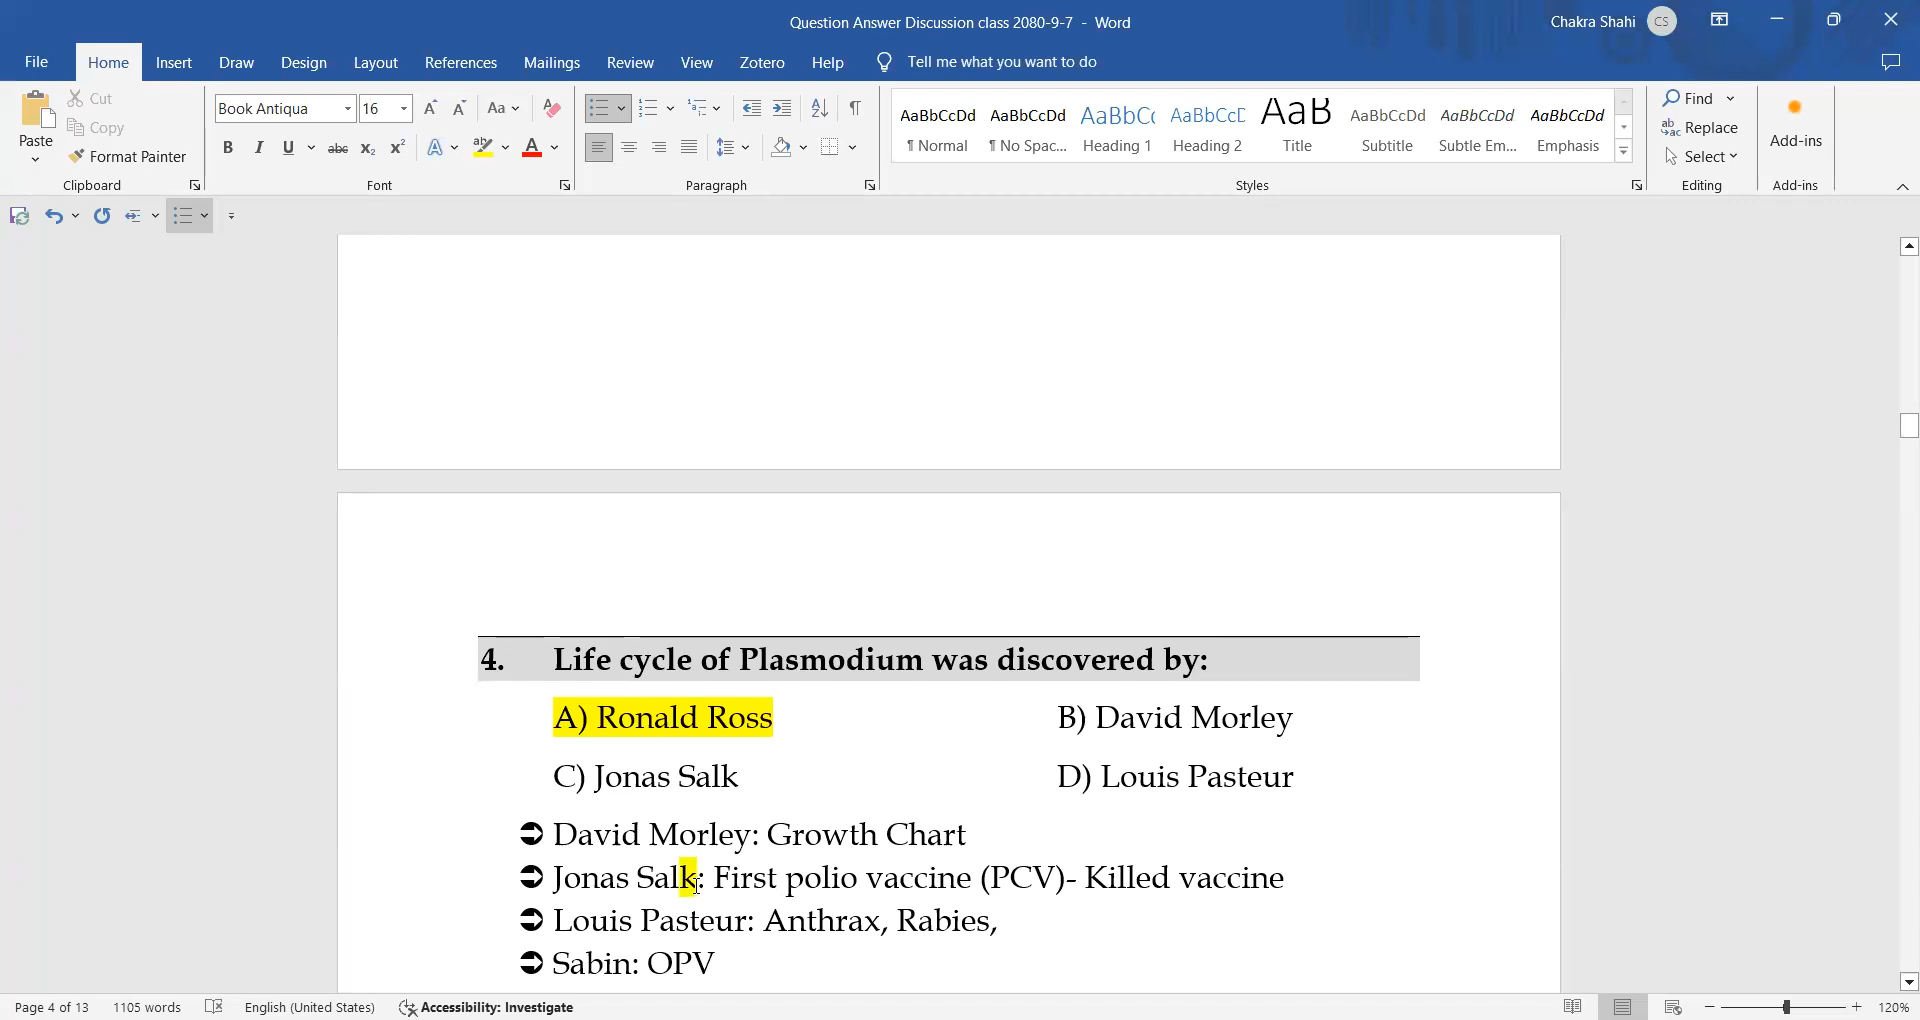 Question Answer Discussion class 2080-9-7 - Word
Chakra Shahi CS
File Home Insert Draw Design Layout References Mailings Review View Zotero Help Tell me what you want to do
Paste
Cut
Copy
Format Painter
Clipboard
Book Antiqua 16
Font
Paragraph
AaBbCcDd AaBbCcDd AaBbC( AaBbCcE AaB AaBbCcDd AaBbCcDd AaBbCcDd
¶ Normal ¶ No Spac... Heading 1 Heading 2 Title Subtitle Subtle Em... Emphasis
Styles
Find
Replace
Select
Editing
Add-ins
Add-ins
4. Life cycle of Plasmodium was discovered by:
A) Ronald Ross B) David Morley
C) Jonas Salk D) Louis Pasteur
➲ David Morley: Growth Chart
➲ Jonas Salk: First polio vaccine (PCV)- Killed vaccine
➲ Louis Pasteur: Anthrax, Rabies,
➲ Sabin: OPV
Page 4 of 13 1105 words English (United States) Accessibility: Investigate 120%